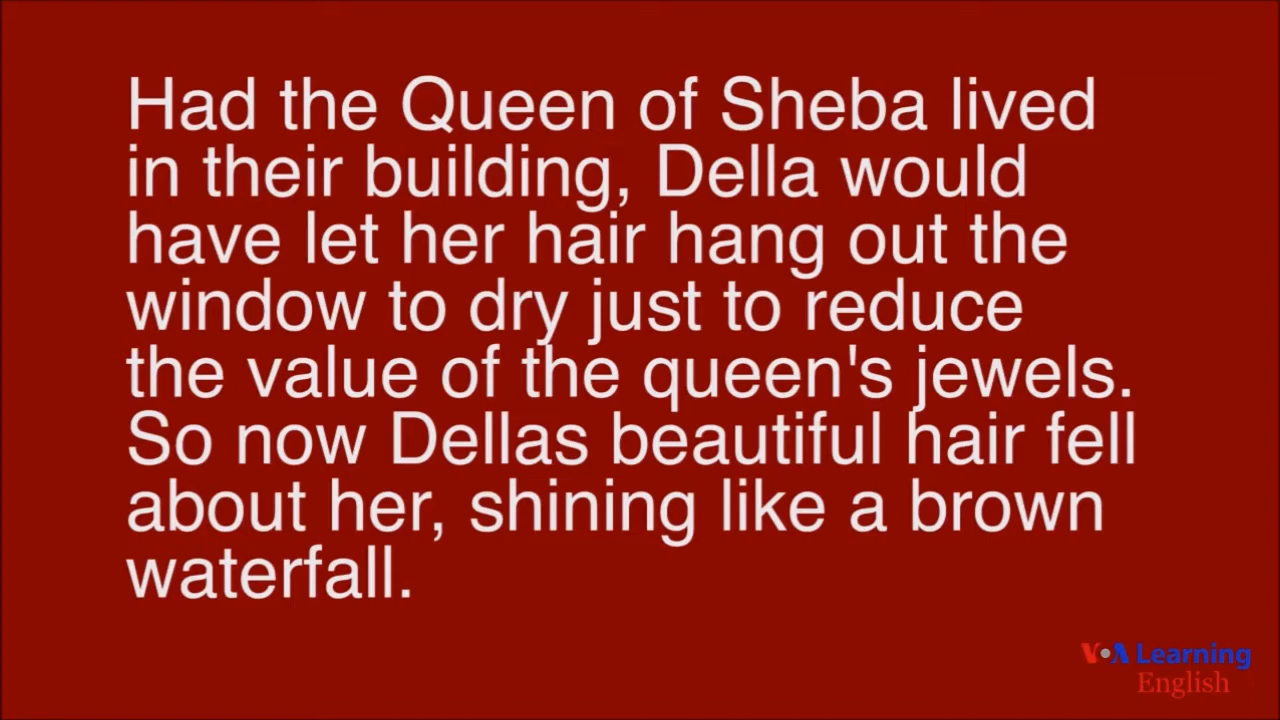 Had the Queen of Sheba lived
in their building, Della would
have let her hair hang out the
window to dry just to reduce
the value of the queen's jewels.
So now Dellas beautiful hair fell
about her, shining like a brown
waterfall.
VOA Learning
English